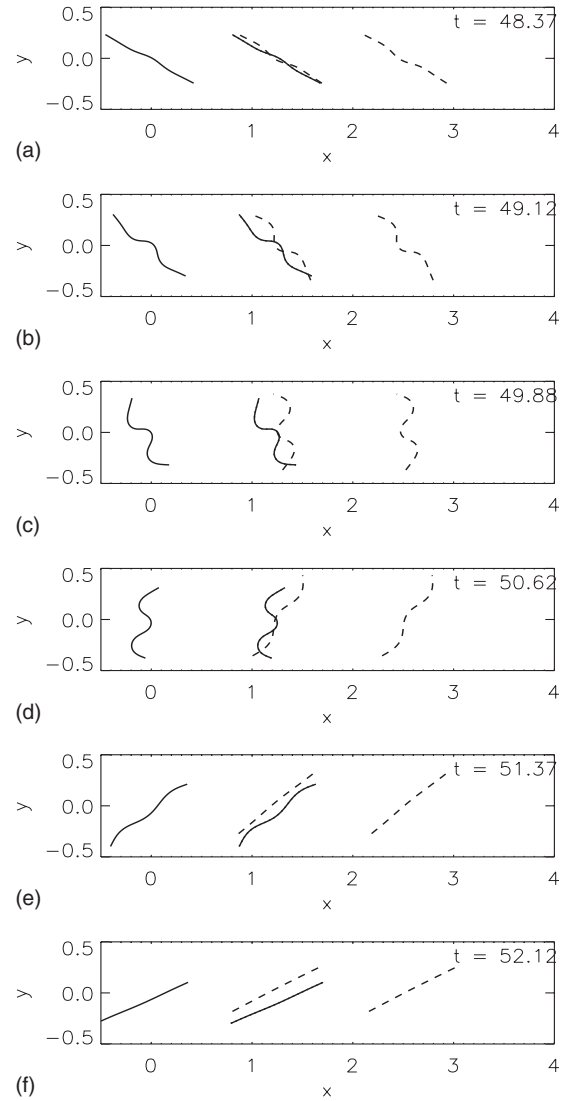 0.5
t = 48.37
y
0.0
−0.5
0 1 2 3 4
(a)
x
0.5
t = 49.12
y
0.0
−0.5
0 1 2 3 4
(b)
x
0.5
t = 49.88
y
0.0
−0.5
0 1 2 3 4
(c)
x
0.5
t = 50.62
y
0.0
−0.5
0 1 2 3 4
(d)
x
0.5
t = 51.37
y
0.0
−0.5
0 1 2 3 4
(e)
x
0.5
t = 52.12
y
0.0
−0.5
0 1 2 3 4
(f)
x